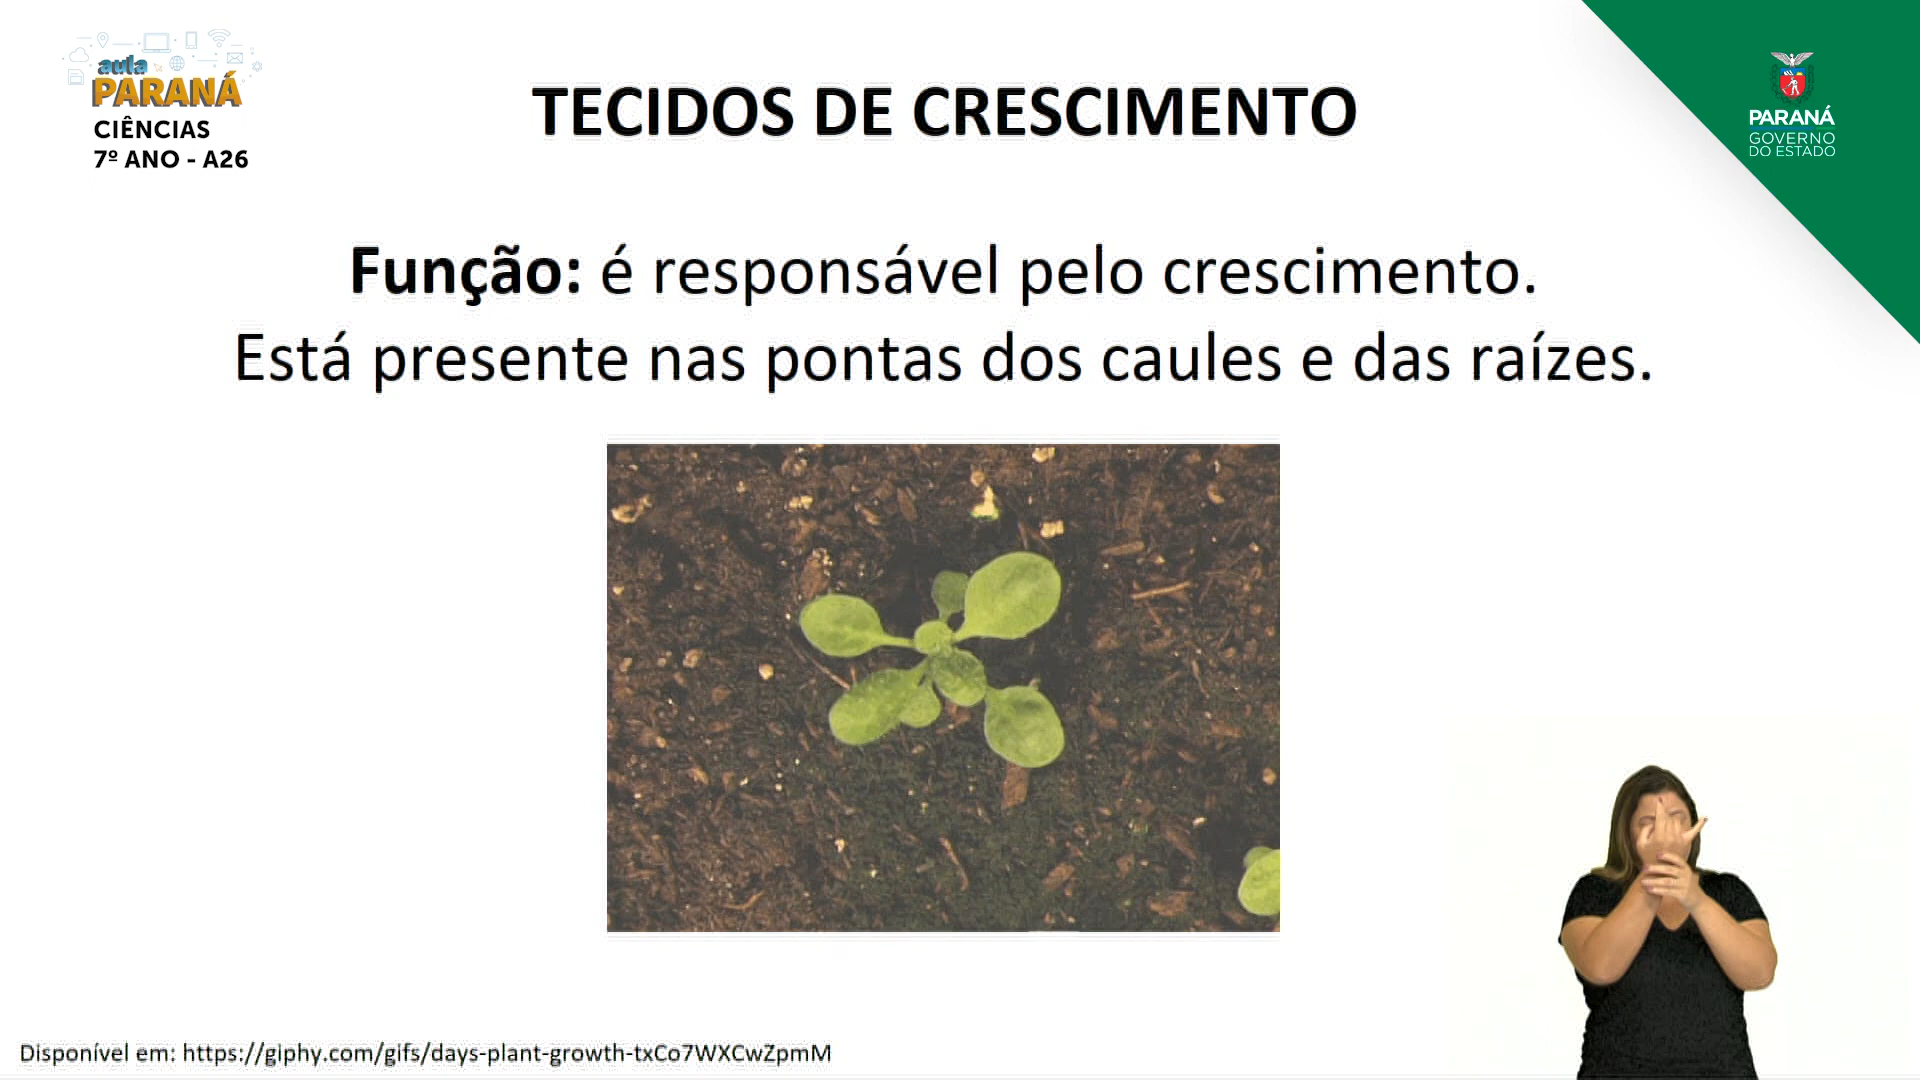 aula
PARANÁ
CIÊNCIAS
7º ANO - A26
TECIDOS DE CRESCIMENTO
PARANÁ
GOVERNO
DO ESTADO
Função: é responsável pelo crescimento.
Está presente nas pontas dos caules e das raízes.
Disponível em: https://giphy.com/gifs/days-plant-growth-txCo7WXCwZpmM